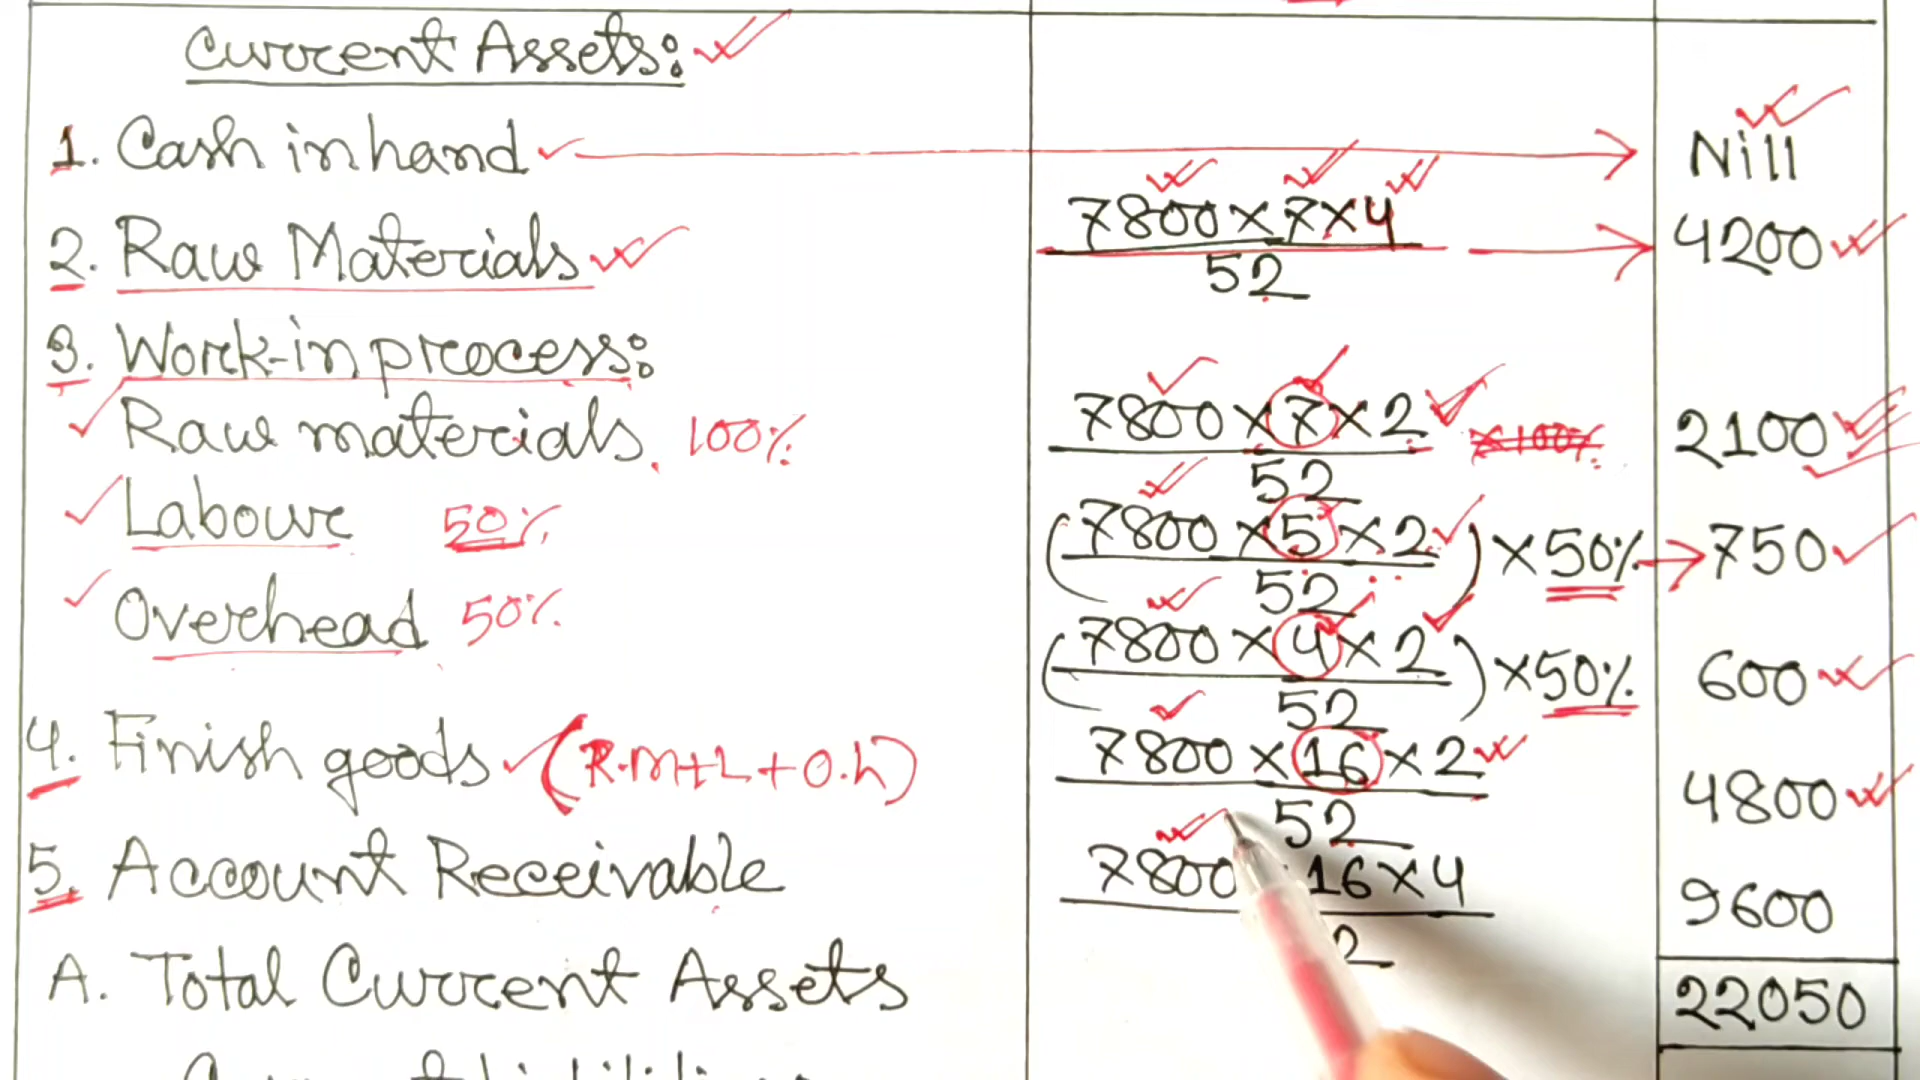 Current Assets:
1. Cash in hand Nill
2. Raw Materials 7800 × 7 × 4 4200
52
3. Work-in process:
Raw materials. 100% 7800 × 7 × 2 ×100% 2100
52
Labour 50% (7800 × 5 × 2) × 50% 750
52
Overhead 50% (7800 × 4 × 2) × 50% 600
52
4. Finish goods (R.M+L+O.h) 7800 × 16 × 2 4800
52
5. Account Receivable 7800 16 × 4 9600
2
A. Total Current Assets 22050